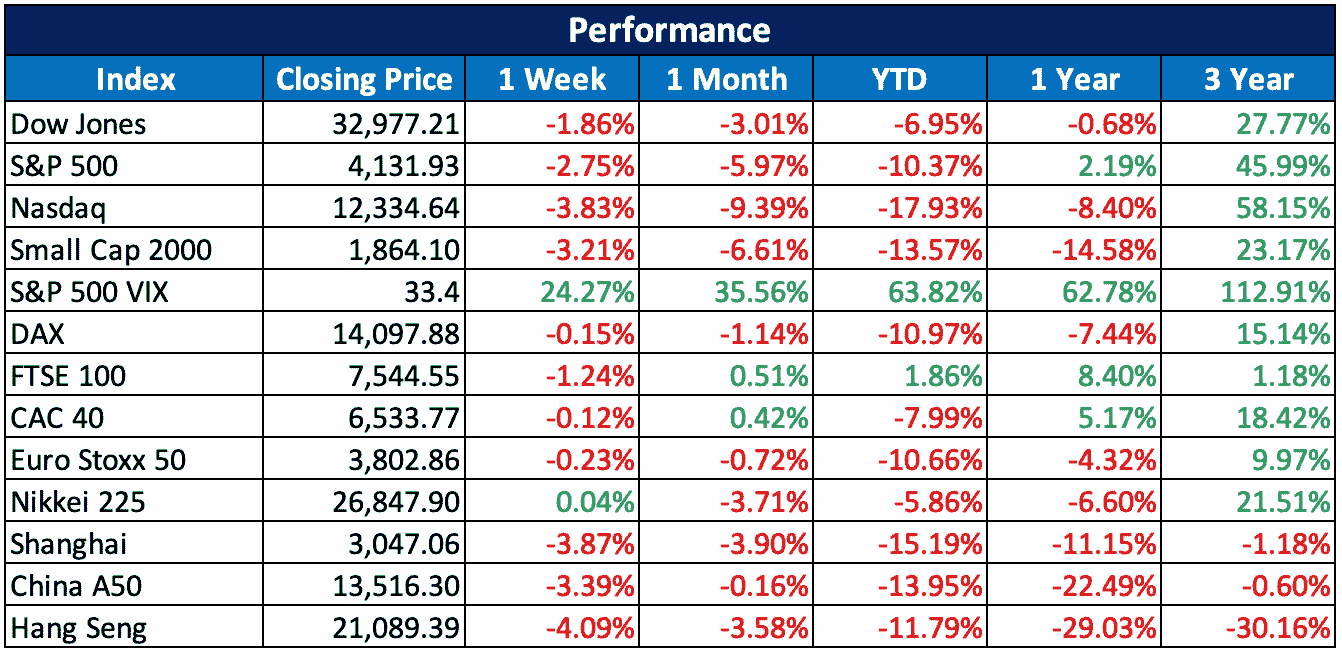 Performance
Index Closing Price 1 Week 1 Month YTD 1 Year 3 Year
Dow Jones 32,977.21 -1.86% -3.01% -6.95% -0.68% 27.77%
S&P 500 4,131.93 -2.75% -5.97% -10.37% 2.19% 45.99%
Nasdaq 12,334.64 -3.83% -9.39% -17.93% -8.40% 58.15%
Small Cap 2000 1,864.10 -3.21% -6.61% -13.57% -14.58% 23.17%
S&P 500 VIX 33.4 24.27% 35.56% 63.82% 62.78% 112.91%
DAX 14,097.88 -0.15% -1.14% -10.97% -7.44% 15.14%
FTSE 100 7,544.55 -1.24% 0.51% 1.86% 8.40% 1.18%
CAC 40 6,533.77 -0.12% 0.42% -7.99% 5.17% 18.42%
Euro Stoxx 50 3,802.86 -0.23% -0.72% -10.66% -4.32% 9.97%
Nikkei 225 26,847.90 0.04% -3.71% -5.86% -6.60% 21.51%
Shanghai 3,047.06 -3.87% -3.90% -15.19% -11.15% -1.18%
China A50 13,516.30 -3.39% -0.16% -13.95% -22.49% -0.60%
Hang Seng 21,089.39 -4.09% -3.58% -11.79% -29.03% -30.16%